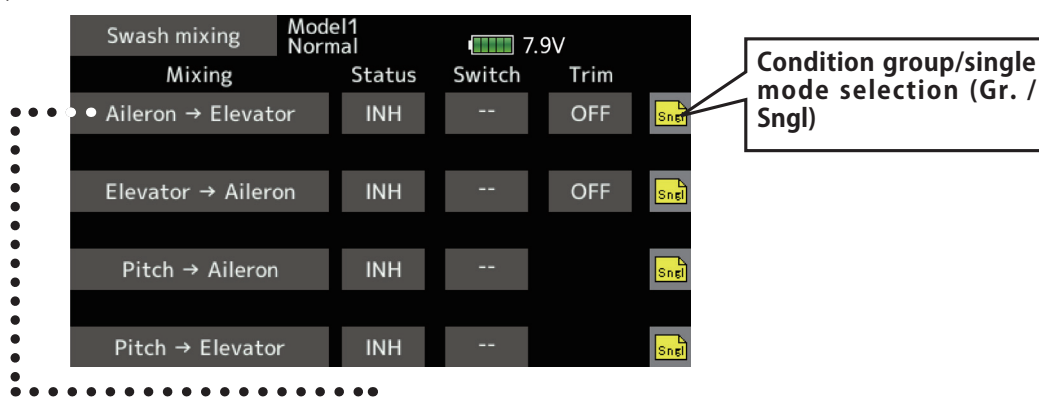 Swash mixing
Model1
Normal
7.9V
Mixing Status Switch Trim
Aileron → Elevator INH -- OFF Sngl
Elevator → Aileron INH -- OFF Sngl
Pitch → Aileron INH -- Sngl
Pitch → Elevator INH -- Sngl
Condition group/single
mode selection (Gr. /
Sngl)